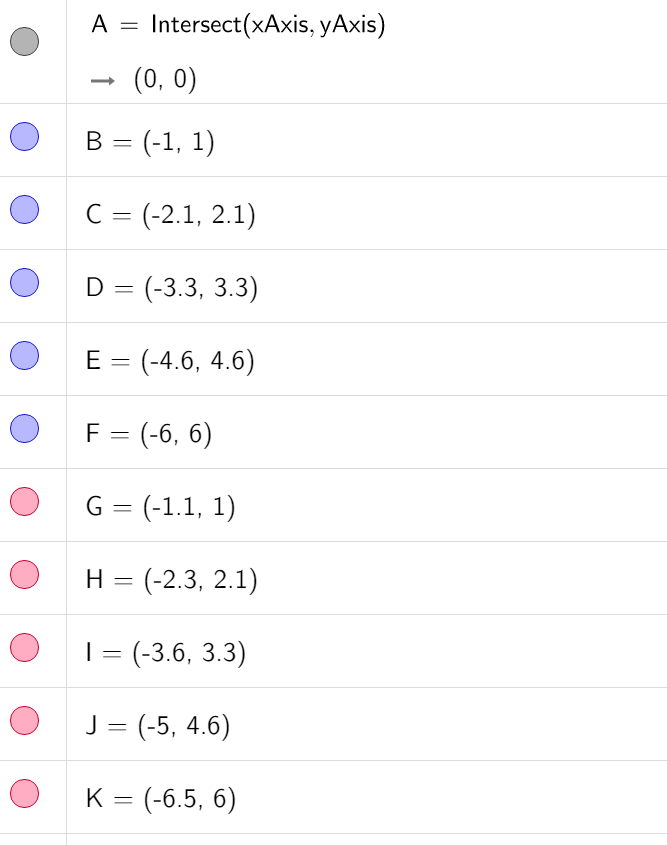 A = Intersect(xAxis, yAxis)
→ (0, 0)
B = (-1, 1)
C = (-2.1, 2.1)
D = (-3.3, 3.3)
E = (-4.6, 4.6)
F = (-6, 6)
G = (-1.1, 1)
H = (-2.3, 2.1)
I = (-3.6, 3.3)
J = (-5, 4.6)
K = (-6.5, 6)